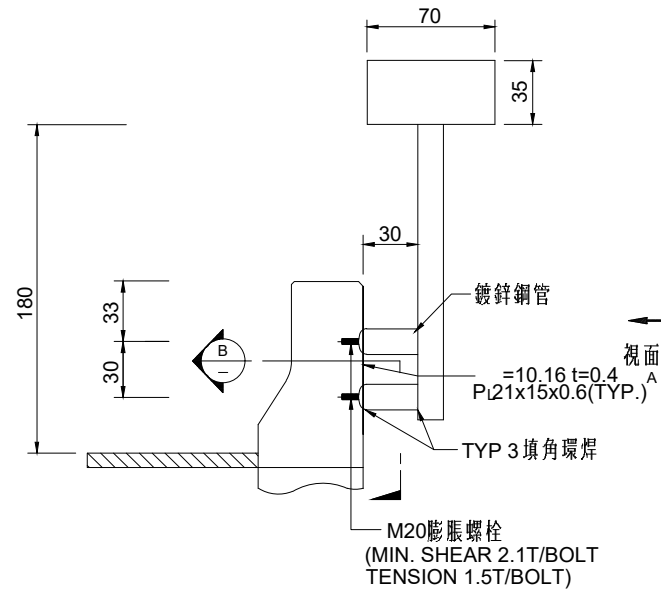 70
35
30
180
33
30
鍍鋅鋼管
B
視面
A
=10.16 t=0.4
PL21x15x0.6(TYP.)
TYP 3填角環焊
M20膨脹螺栓
(MIN. SHEAR 2.1T/BOLT
TENSION 1.5T/BOLT)